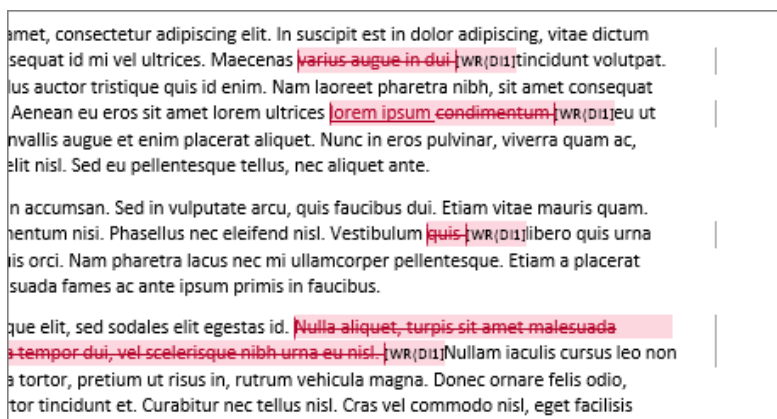 amet, consectetur adipiscing elit. In suscipit est in dolor adipiscing, vitae dictum
sequat id mi vel ultrices. Maecenas varius augue in dui [WR(DI1]tincidunt volutpat.
lus auctor tristique quis id enim. Nam laoreet pharetra nibh, sit amet consequat
Aenean eu eros sit amet lorem ultrices lorem ipsum condimentum [WR(DI1]eu ut
nvallis augue et enim placerat aliquet. Nunc in eros pulvinar, viverra quam ac,
elit nisl. Sed eu pellentesque tellus, nec aliquet ante.
n accumsan. Sed in vulputate arcu, quis faucibus dui. Etiam vitae mauris quam.
nentum nisi. Phasellus nec eleifend nisl. Vestibulum quis [WR(DI1]libero quis urna
is orci. Nam pharetra lacus nec mi ullamcorper pellentesque. Etiam a placerat
suada fames ac ante ipsum primis in faucibus.
que elit, sed sodales elit egestas id. Nulla aliquet, turpis sit amet malesuada
a tempor dui, vel scelerisque nibh urna eu nisl. [WR(DI1]Nullam iaculis cursus leo non
a tortor, pretium ut risus in, rutrum vehicula magna. Donec ornare felis odio,
tor tincidunt et. Curabitur nec tellus nisl. Cras vel commodo nisl, eget facilisis